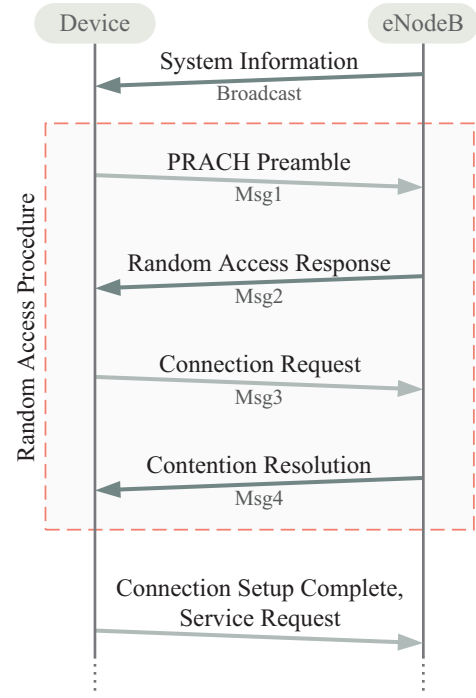 Device
eNodeB
System Information
Broadcast
Random Access Procedure
PRACH Preamble
Msg1
Random Access Response
Msg2
Connection Request
Msg3
Contention Resolution
Msg4
Connection Setup Complete,
Service Request